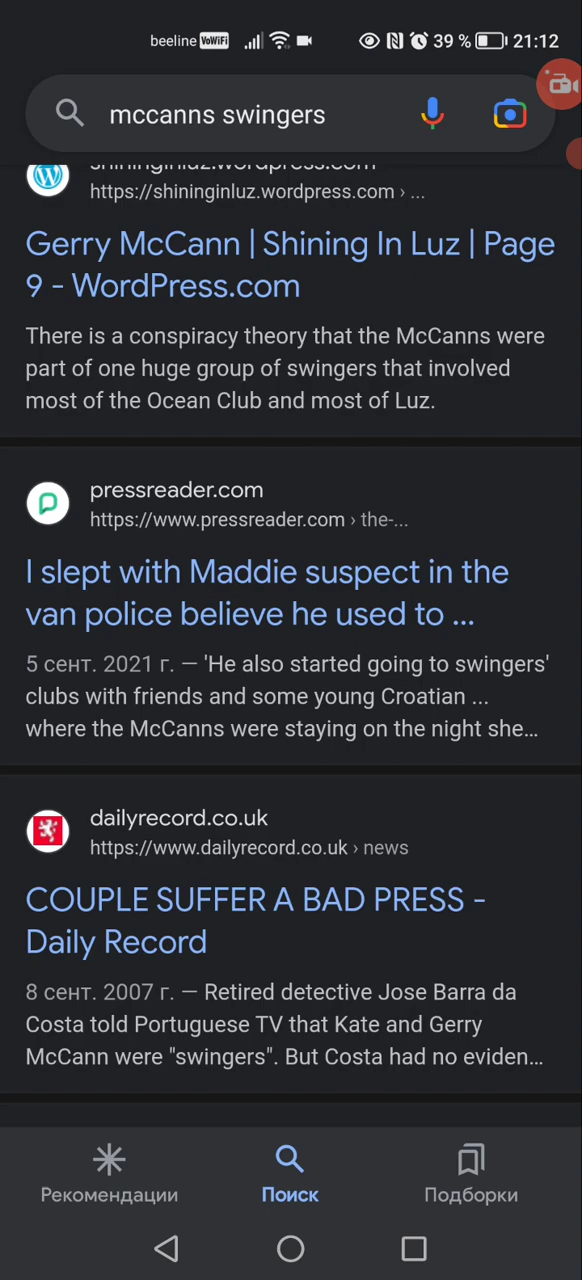 beeline VoWiFi 39 % 21:12
mccanns swingers
shininginluz.wordpress.com
https://shininginluz.wordpress.com › ...
Gerry McCann | Shining In Luz | Page
9 - WordPress.com
There is a conspiracy theory that the McCanns were
part of one huge group of swingers that involved
most of the Ocean Club and most of Luz.
pressreader.com
https://www.pressreader.com › the-...
I slept with Maddie suspect in the
van police believe he used to ...
5 сент. 2021 г. — 'He also started going to swingers'
clubs with friends and some young Croatian ...
where the McCanns were staying on the night she...
dailyrecord.co.uk
https://www.dailyrecord.co.uk › news
COUPLE SUFFER A BAD PRESS -
Daily Record
8 сент. 2007 г. — Retired detective Jose Barra da
Costa told Portuguese TV that Kate and Gerry
McCann were "swingers". But Costa had no eviden...
Рекомендации
Поиск
Подборки